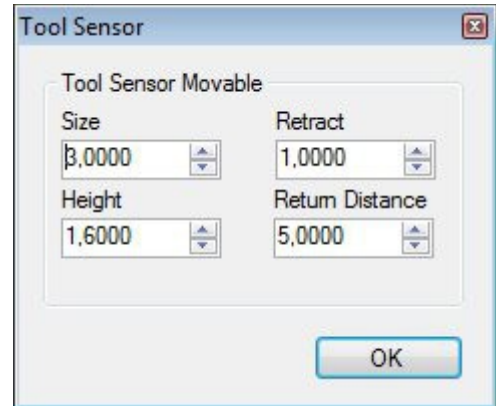 Tool Sensor
Tool Sensor Movable
Size Retract
3,0000 1,0000
Height Return Distance
1,6000 5,0000
OK